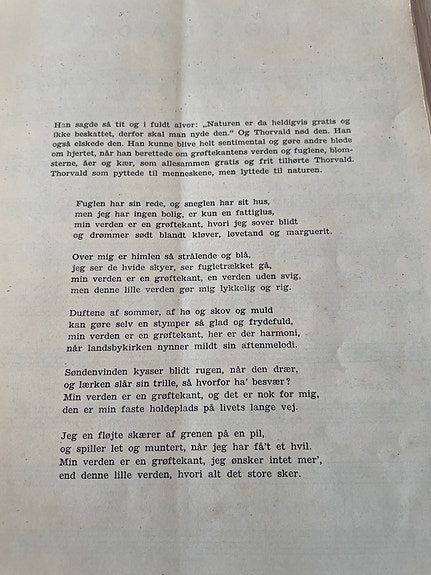 Han sagde så tit og i fuldt alvor: „Naturen er da heldigvis gratis og
ikke beskattet, derfor skal man nyde den.“ Og Thorvald nød den. Han
også elskede den. Han kunne blive helt sentimental og gøre andre bløde
om hjertet, når han berettede om grøftekantens verden og fuglene, blom-
sterne, åer og kær, som allesammen gratis og frit tilhørte Thorvald.
Thorvald som pyttede til menneskene, men lyttede til naturen.
Fuglen har sin rede, og sneglen har sit hus,
men jeg har ingen bolig, er kun en fattiglus,
min verden er en grøftekant, hvori jeg sover blidt
og drømmer sødt blandt kløver, løvetand og marguerit.
Over mig er himlen så strålende og blå,
jeg ser de hvide skyer, ser fugletrækket gå,
min verden er en grøftekant, en verden uden svig,
men denne lille verden gør mig lykkelig og rig.
Duftene af sommer, af hø og skov og muld
kan gøre selv en stymper så glad og frydefuld,
min verden er en grøftekant, her er der harmoni,
når landsbykirken nynner mildt sin aftenmelodi.
Søndenvinden kysser blidt rugen, når den dræer,
og lærken slår sin trille, så hvorfor ha' besvær?
Min verden er en grøftekant, og det er nok for mig,
den er min faste holdeplads på livets lange vej.
Jeg en fløjte skærer af grenen på en pil,
og spiller let og muntert, når jeg har få't et hvil.
Min verden er en grøftekant, jeg ønsker intet mer',
end denne lille verden, hvori alt det store sker.